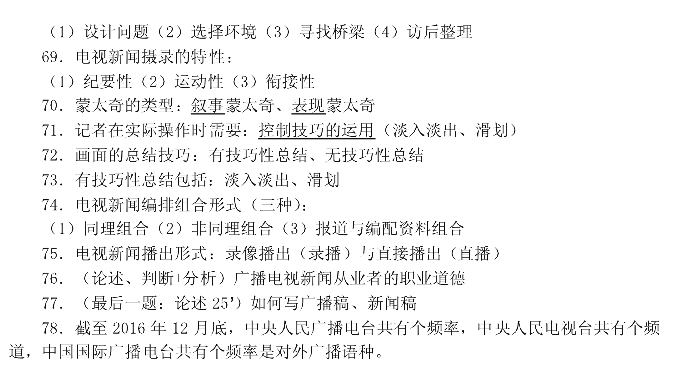 （1）设计问题（2）选择环境（3）寻找桥梁（4）访后整理
69．电视新闻摄录的特性：
（1）纪要性（2）运动性（3）衔接性
70．蒙太奇的类型：叙事蒙太奇、表现蒙太奇
71．记者在实际操作时需要：控制技巧的运用（淡入淡出、滑划）
72．画面的总结技巧：有技巧性总结、无技巧性总结
73．有技巧性总结包括：淡入淡出、滑划
74．电视新闻编排组合形式（三种）：
（1）同理组合（2）非同理组合（3）报道与编配资料组合
75．电视新闻播出形式：录像播出（录播）与直接播出（直播）
76．（论述、判断+分析）广播电视新闻从业者的职业道德
77．（最后一题：论述 25'）如何写广播稿、新闻稿
78．截至 2016 年 12 月底，中央人民广播电台共有个频率，中央人民电视台共有个频
道，中国国际广播电台共有个频率是对外广播语种。